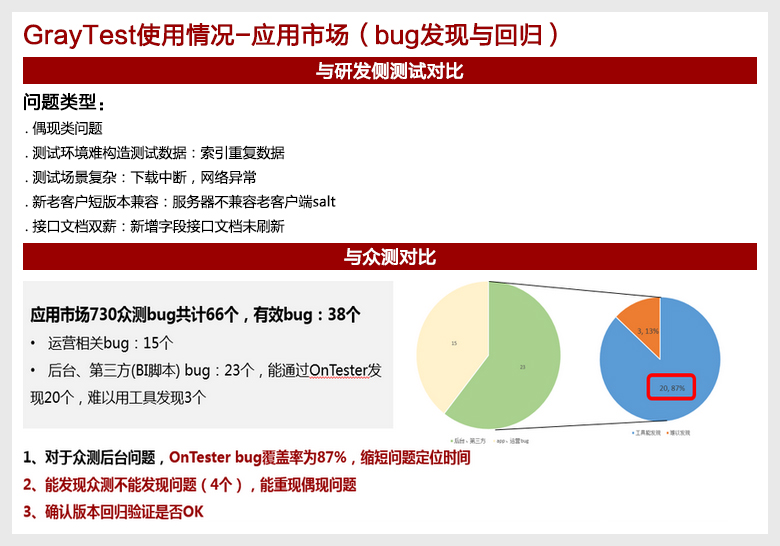 GrayTest使用情况–应用市场（bug发现与回归）
与研发侧测试对比
问题类型：
. 偶现类问题
. 测试环境难构造测试数据：索引重复数据
. 测试场景复杂：下载中断，网络异常
. 新老客户短版本兼容：服务器不兼容老客户端salt
. 接口文档双薪：新增字段接口文档未刷新
与众测对比
应用市场730众测bug共计66个，有效bug：38个
• 运营相关bug：15个
• 后台、第三方(BI脚本) bug：23个，能通过OnTester发
现20个，难以用工具发现3个
15
23
3, 13%
20, 87%
后台、第三方 app、运营bug
工具能发现 难以发现
1、对于众测后台问题，OnTester bug覆盖率为87%，缩短问题定位时间
2、能发现众测不能发现问题（4个），能重现偶现问题
3、确认版本回归验证是否OK